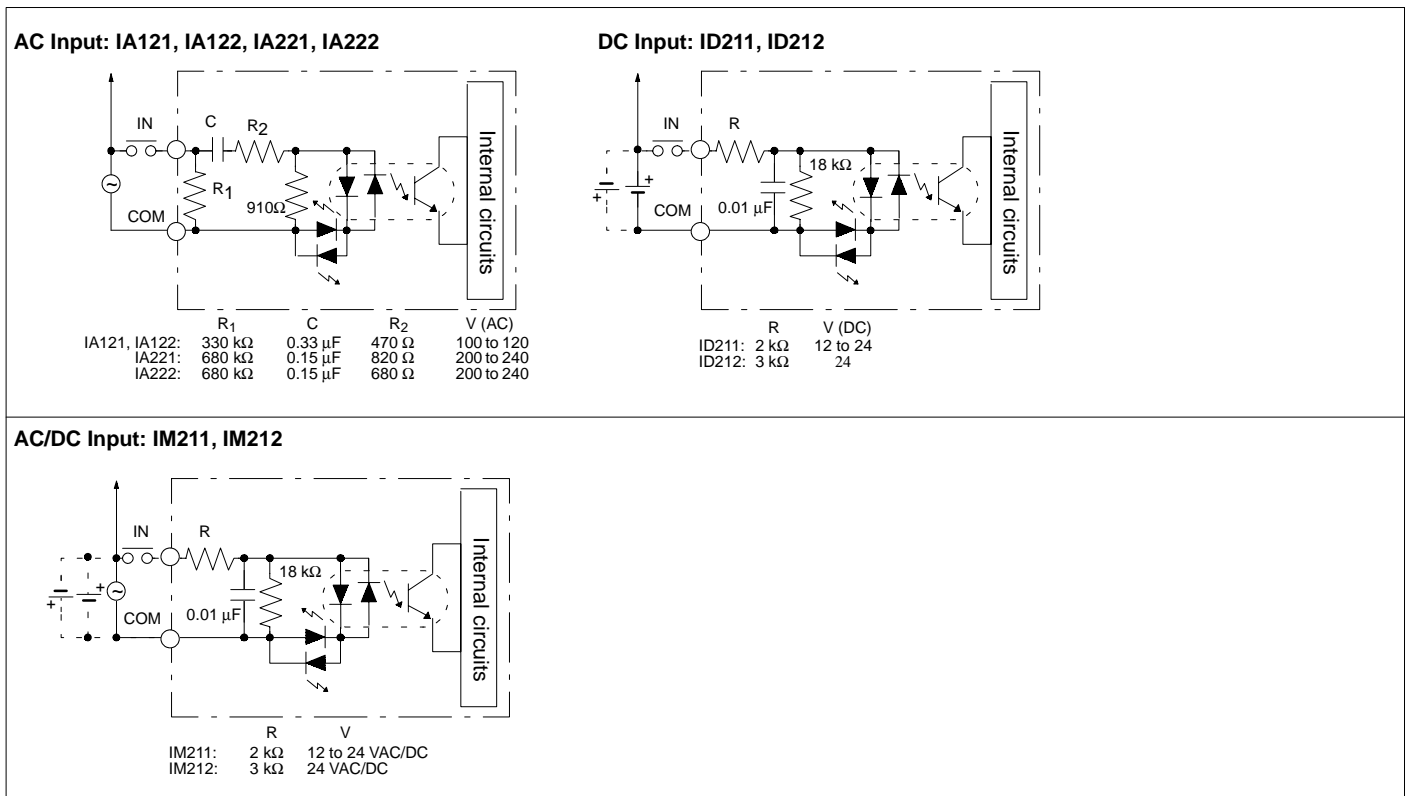 AC Input: IA121, IA122, IA221, IA222
IN
C
R2
R1
910Ω
COM
~
Internal circuits
R1 C R2 V (AC)
IA121, IA122: 330 kΩ 0.33 μF 470 Ω 100 to 120
IA221: 680 kΩ 0.15 μF 820 Ω 200 to 240
IA222: 680 kΩ 0.15 μF 680 Ω 200 to 240
DC Input: ID211, ID212
IN
R
18 kΩ
0.01 μF
COM
+
+
Internal circuits
R V (DC)
ID211: 2 kΩ 12 to 24
ID212: 3 kΩ 24
AC/DC Input: IM211, IM212
IN
R
18 kΩ
0.01 μF
COM
+
+
~
Internal circuits
R V
IM211: 2 kΩ 12 to 24 VAC/DC
IM212: 3 kΩ 24 VAC/DC